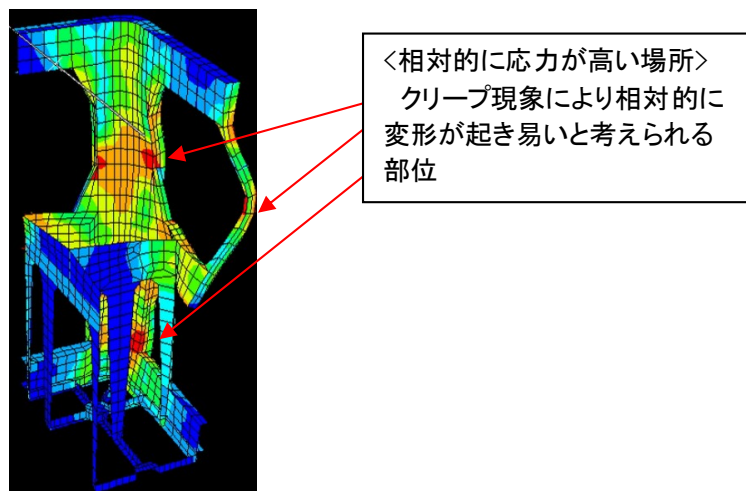 <相対的に応力が高い場所>
クリープ現象により相対的に
変形が起き易いと考えられる
部位